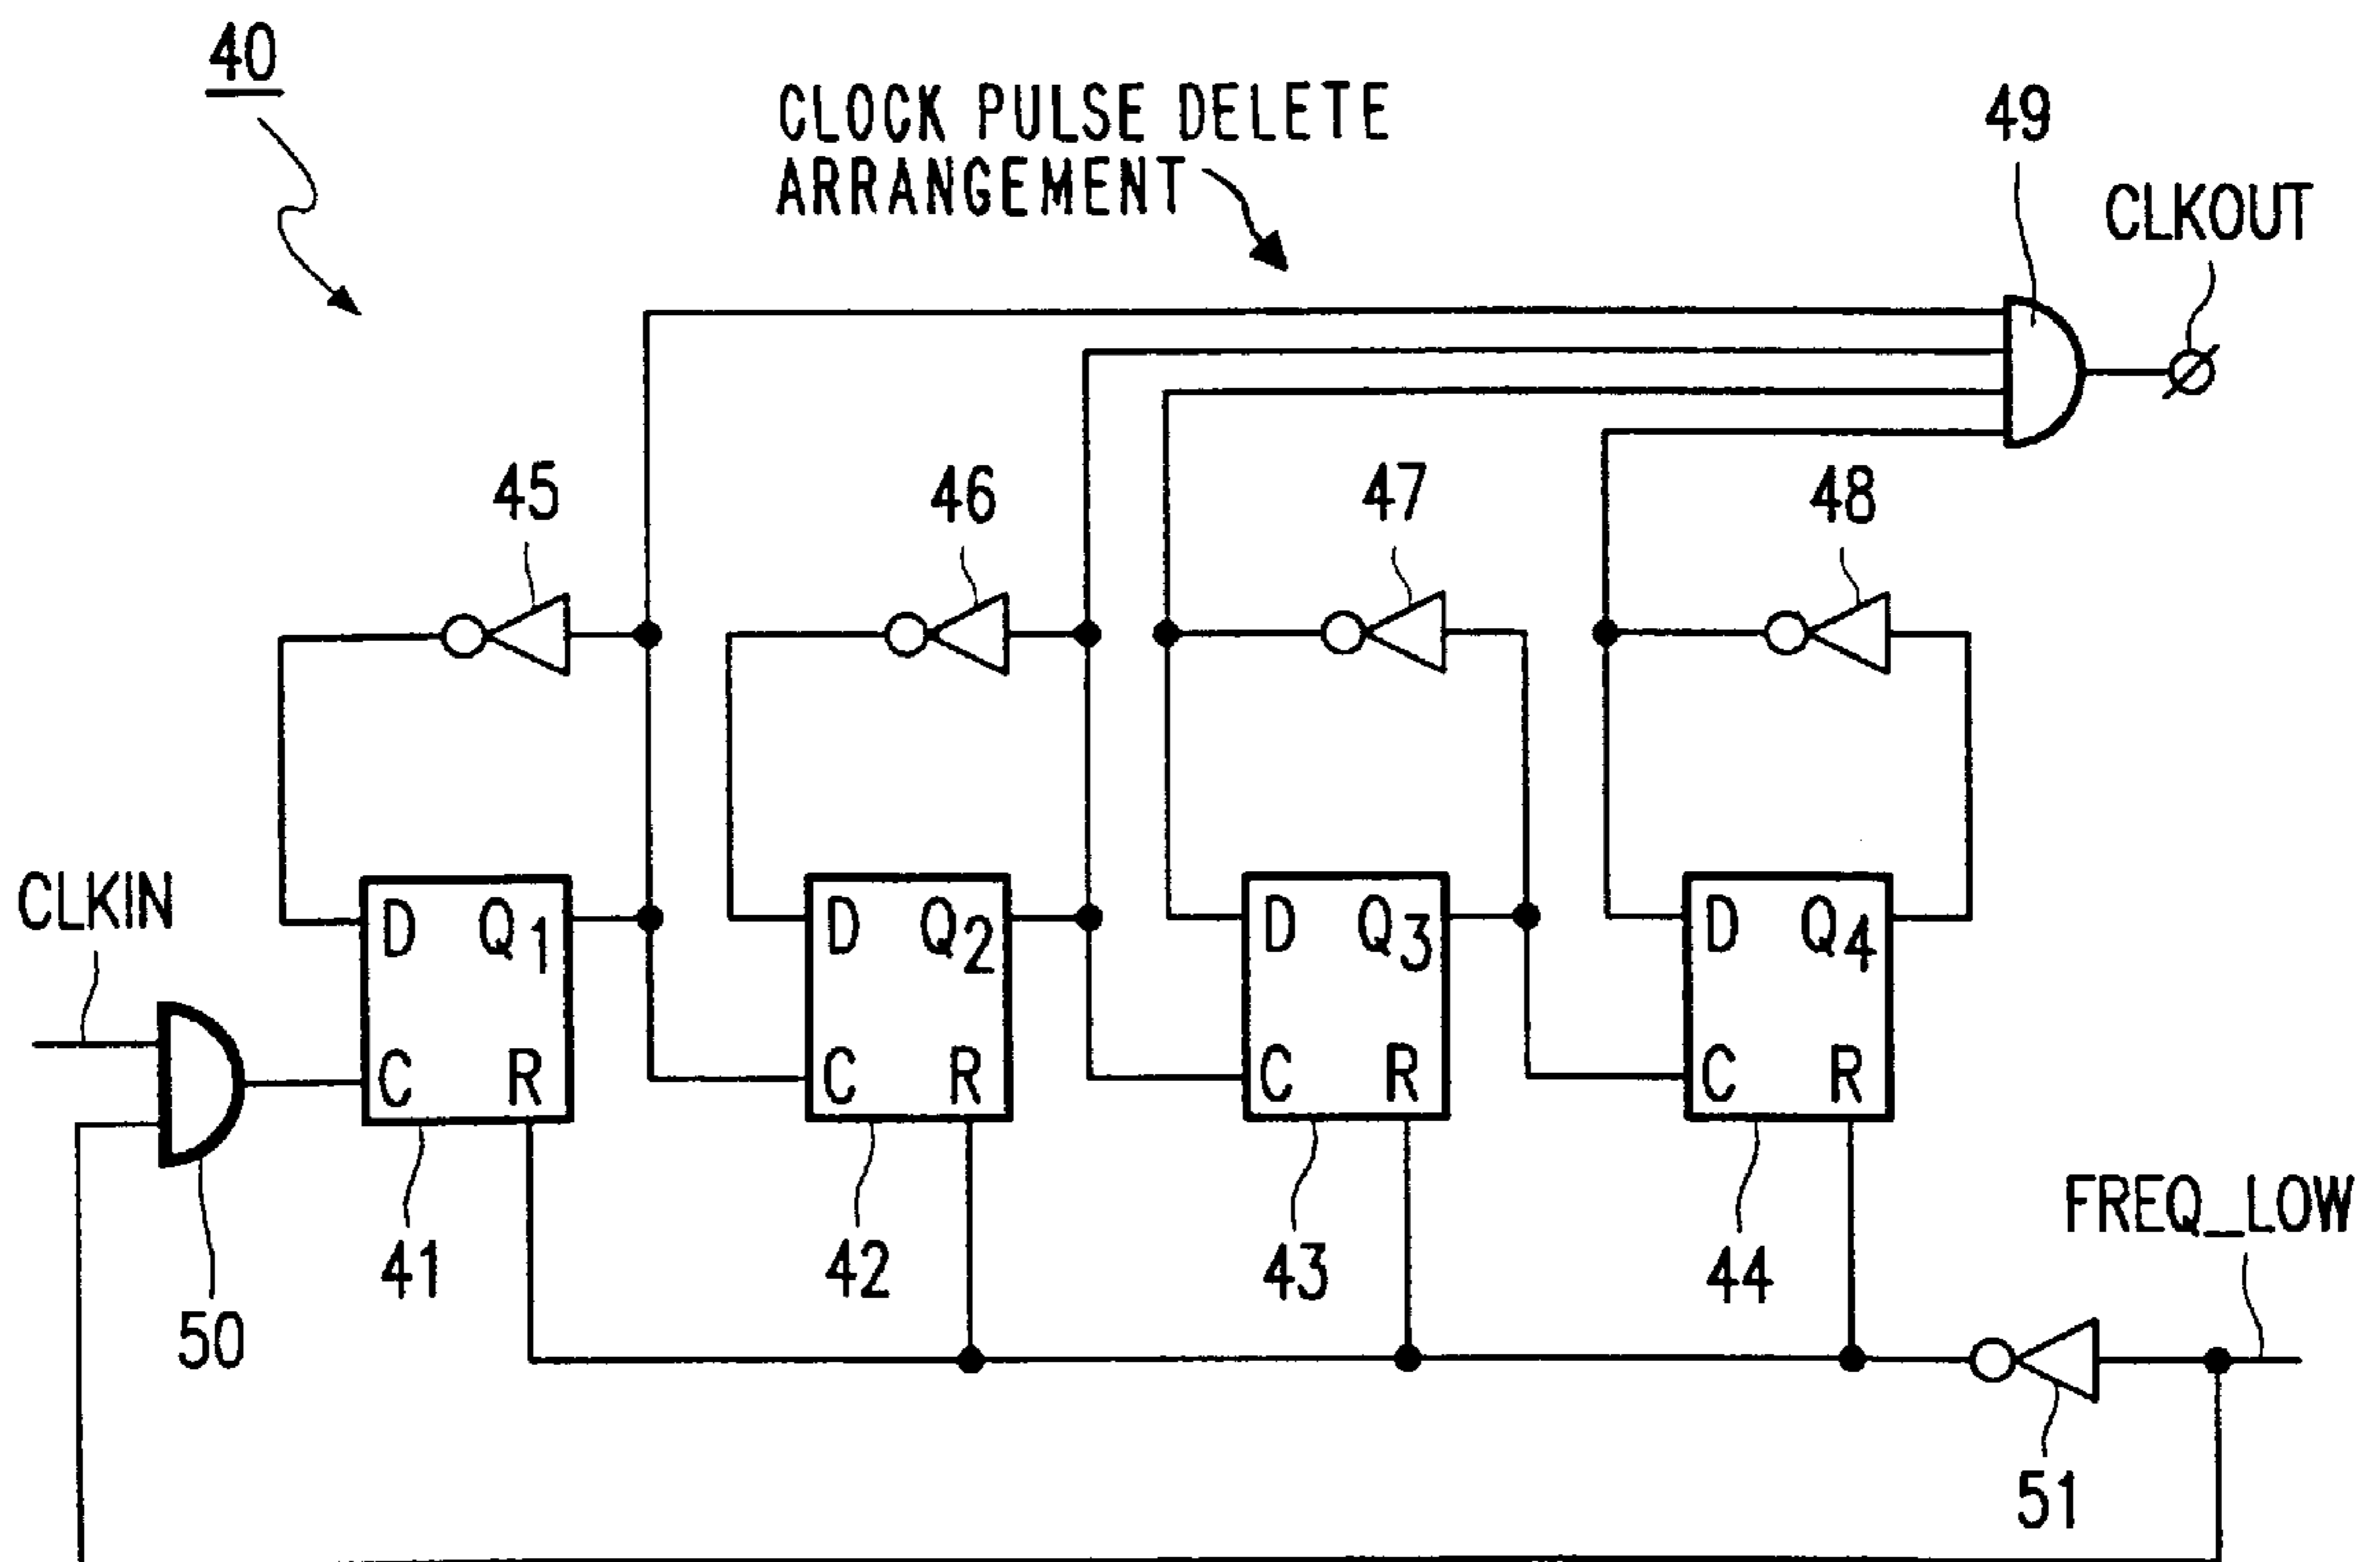 40
CLOCK PULSE DELETE
ARRANGEMENT
49
CLKOUT
45
46
47
48
CLKIN
D Q1
D Q2
D Q3
D Q4
C R
C R
C R
C R
FREQ_LOW
41
42
43
44
50
51